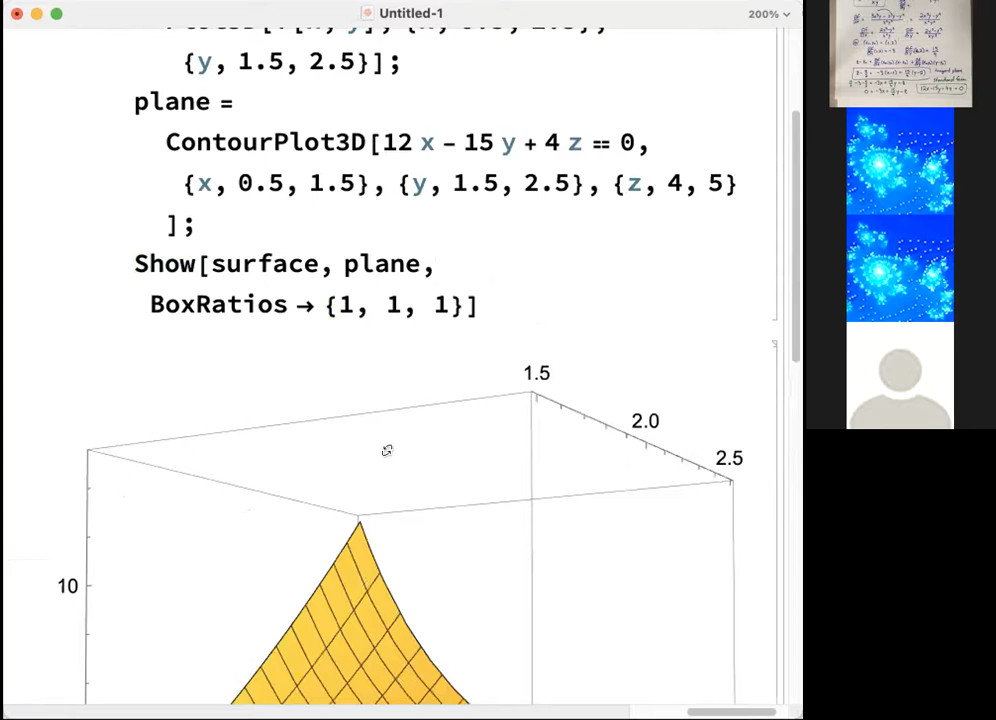 Untitled-1
200%
{y, 1.5, 2.5}];
plane =
ContourPlot3D[12 x – 15 y + 4 z == 0,
{x, 0.5, 1.5}, {y, 1.5, 2.5}, {z, 4, 5}
];
Show[surface, plane,
BoxRatios → {1, 1, 1}]
1.5
2.0
2.5
10